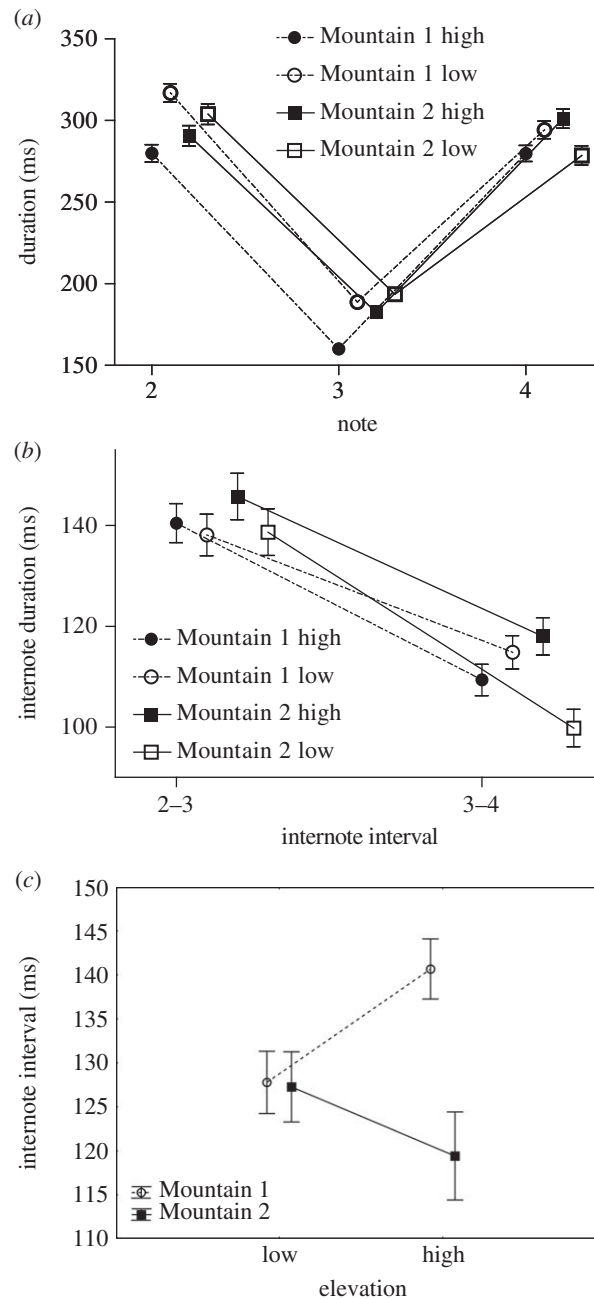 (a)
350
300
250
200
150
duration (ms)
Mountain 1 high
Mountain 1 low
Mountain 2 high
Mountain 2 low
2
3
4
note
(b)
140
120
100
internote duration (ms)
Mountain 1 high
Mountain 1 low
Mountain 2 high
Mountain 2 low
2–3
3–4
internote interval
(c)
150
145
140
135
130
125
120
115
110
internote interval (ms)
Mountain 1
Mountain 2
low
high
elevation